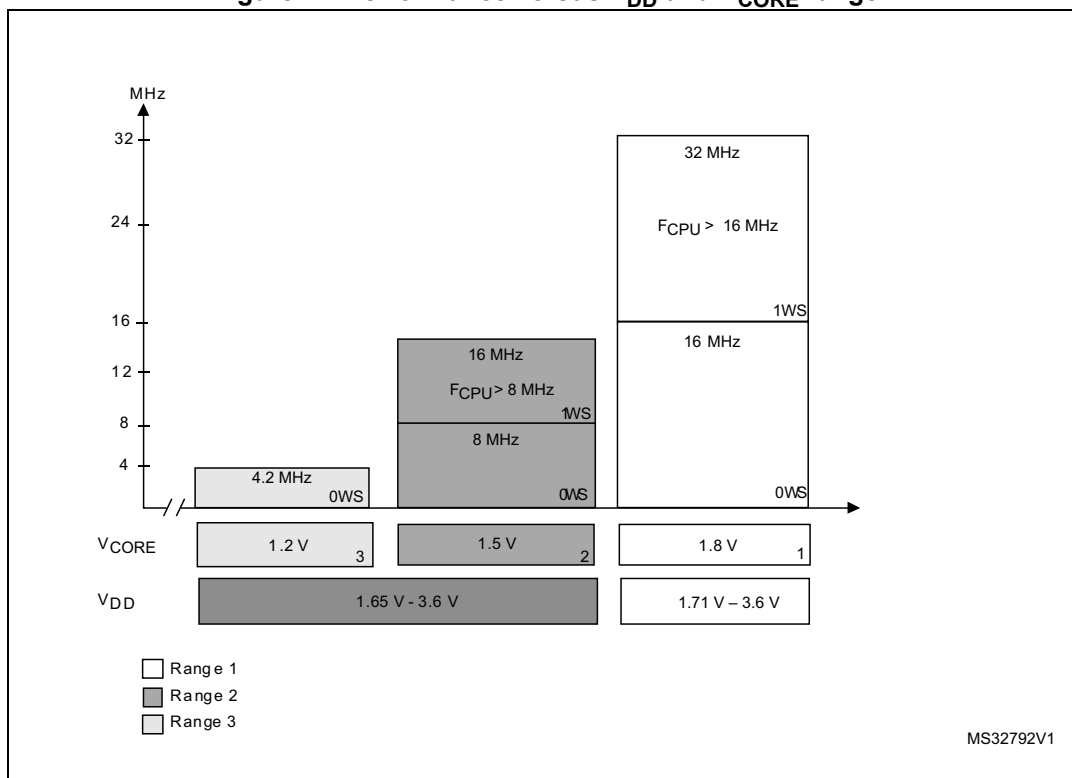 MHz
32
32 MHz
24
FCPU > 16 MHz
1WS
16
16 MHz
16 MHz
12
FCPU > 8 MHz
1WS
8
8 MHz
4
4.2 MHz
0WS
0WS
0WS
VCORE
1.2 V
3
1.5 V
2
1.8 V
1
VDD
1.65 V - 3.6 V
1.71 V – 3.6 V
Range 1
Range 2
Range 3
MS32792V1